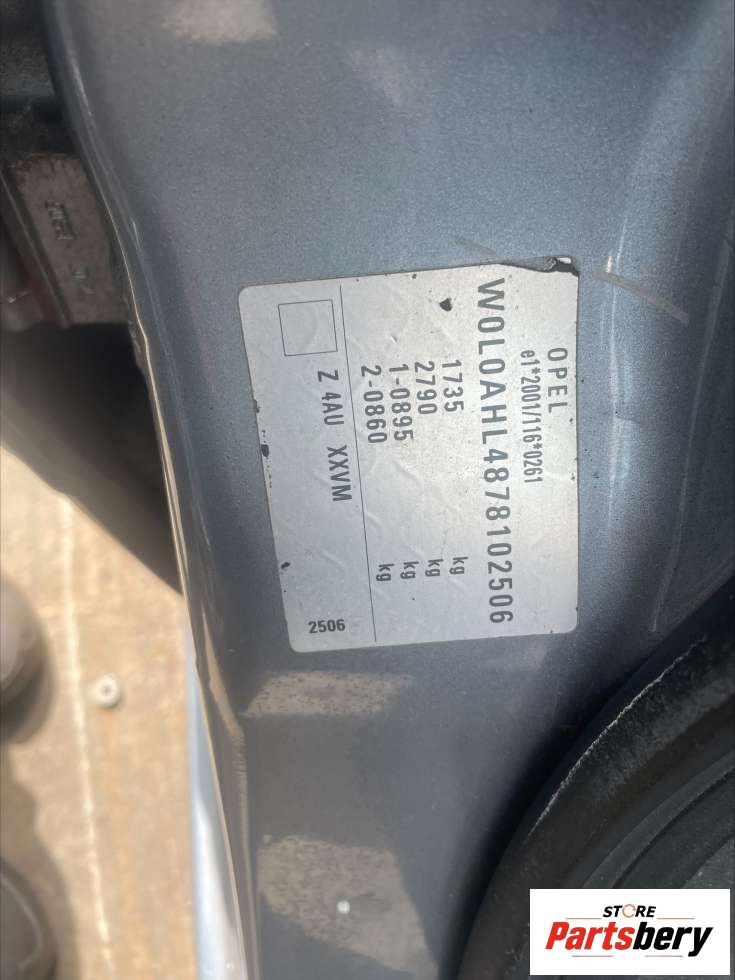 OPEL
e1*2001/116*0261
W0L0AHL4878102506
1735 kg
2790 kg
1-0895 kg
2-0860 kg
Z 4AU XXVM
2506
STORE
Partsbery